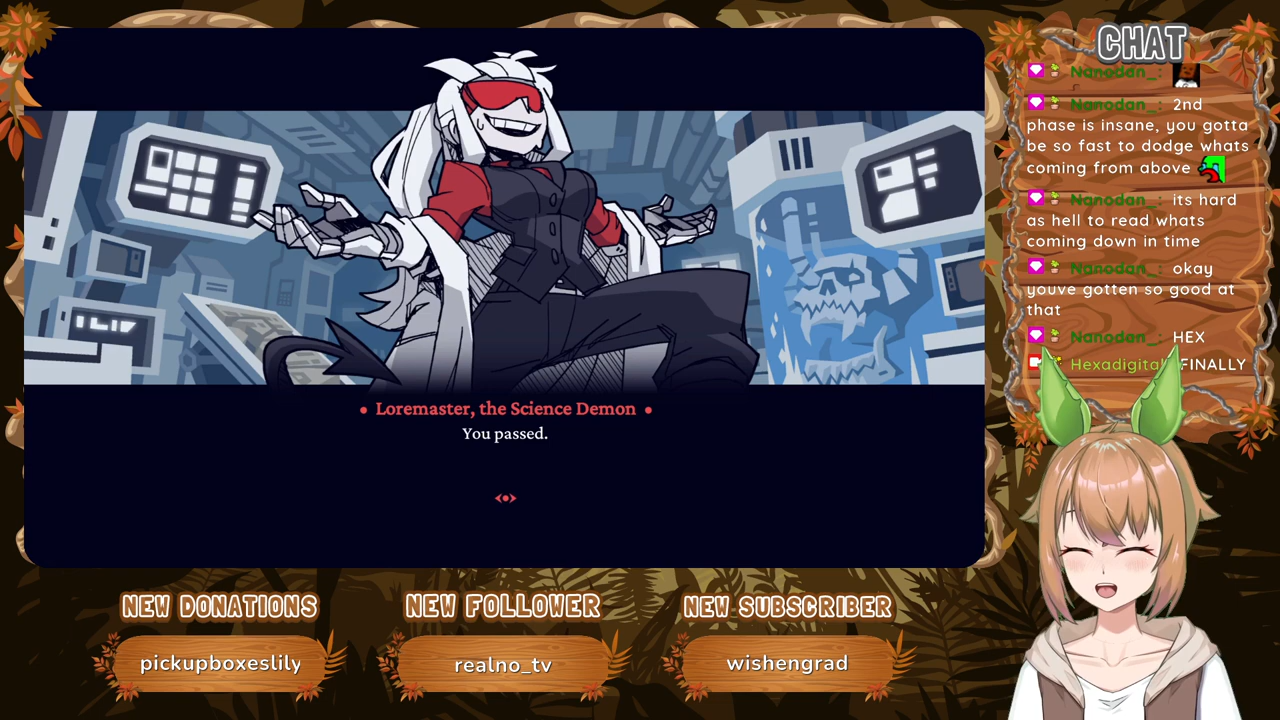 CHAT
Nanodan_:
Nanodan_: 2nd
phase is insane, you gotta
be so fast to dodge whats
coming from above
Nanodan_: its hard
as hell to read whats
coming down in time
Nanodan_: okay
youve gotten so good at
that
Nanodan_: HEX
Hexadigital FINALLY
• Loremaster, the Science Demon •
You passed.
NEW DONATIONS
NEW FOLLOWER
NEW SUBSCRIBER
pickupboxeslily
realno_tv
wishengrad